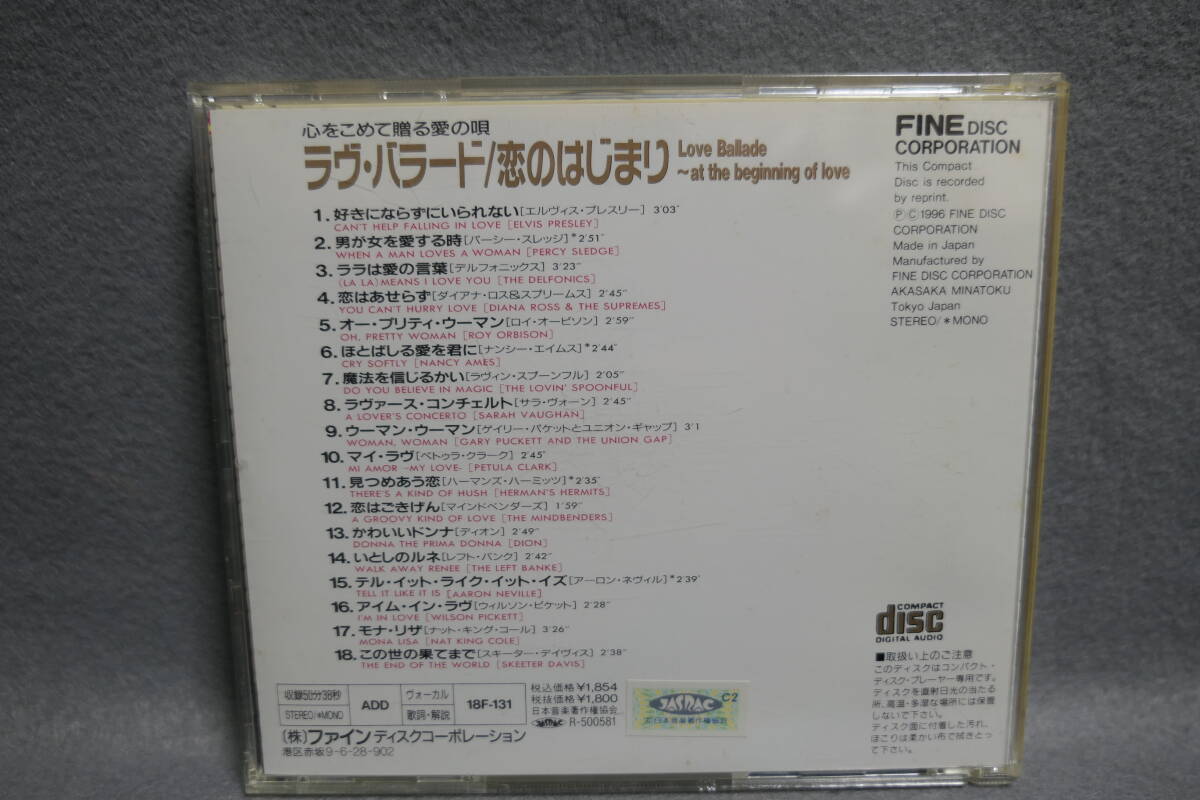 心をこめて贈る愛の唄
ラヴ・バラード/恋のはじまり
Love Ballade
～at the beginning of love
1. 好きにならずにいられない[エルヴィス・プレスリー] 3'03"
CAN'T HELP FALLING IN LOVE [ELVIS PRESLEY]
2. 男が女を愛する時[パーシー・スレッジ]*2'51"
WHEN A MAN LOVES A WOMAN [PERCY SLEDGE]
3. ララは愛の言葉[デルフォニックス] 3'23"
(LA LA) MEANS I LOVE YOU [THE DELFONICS]
4. 恋はあせらず[ダイアナ・ロス&スプリームス] 2'45"
YOU CAN'T HURRY LOVE [DIANA ROSS & THE SUPREMES]
5. オー・プリティ・ウーマン[ロイ・オービソン] 2'59"
OH, PRETTY WOMAN [ROY ORBISON]
6. ほとばしる愛を君に[ナンシー・エイムス]*2'44"
CRY SOFTLY [NANCY AMES]
7. 魔法を信じるかい[ラヴィン・スプーンフル] 2'05"
DO YOU BELIEVE IN MAGIC [THE LOVIN' SPOONFUL]
8. ラヴァース・コンチェルト[サラ・ヴォーン] 2'45"
A LOVER'S CONCERTO [SARAH VAUGHAN]
9. ウーマン・ウーマン[ゲイリー・パケットとユニオン・ギャップ] 3'1
WOMAN, WOMAN [GARY PUCKETT AND THE UNION GAP]
10. マイ・ラヴ[ペトゥラ・クラーク] 2'45"
MI AMOR -MY LOVE- [PETULA CLARK]
11. 見つめあう恋[ハーマンズ・ハーミッツ]*2'35"
THERE'S A KIND OF HUSH [HERMAN'S HERMITS]
12. 恋はごきげん[マインドベンダーズ] 1'59"
A GROOVY KIND OF LOVE [THE MINDBENDERS]
13. かわいいドンナ[ディオン] 2'49"
DONNA THE PRIMA DONNA [DION]
14. いとしのルネ[レフト・バンク] 2'42"
WALK AWAY RENEE [THE LEFT BANKE]
15. テル・イット・ライク・イット・イズ[アーロン・ネヴィル]*2'39"
TELL IT LIKE IT IS [AARON NEVILLE]
16. アイム・イン・ラヴ[ウィルソン・ピケット] 2'28"
I'M IN LOVE [WILSON PICKETT]
17. モナ・リザ[ナット・キング・コール] 3'26"
MONA LISA [NAT KING COLE]
18. この世の果てまで[スキーター・デイヴィス] 2'38"
THE END OF THE WORLD [SKEETER DAVIS]
収録50分38秒
STEREO/*MONO
ADD
ヴォーカル
歌詞・解説
18F-131
税込価格¥1,854
税抜価格¥1,800
日本音楽著作権協会
JASRAC R-500581
JASRAC
C2
日本音楽著作権協会
(株)ファインディスクコーポレーション
港区赤坂9-6-28-902
FINE DISC
CORPORATION
This Compact
Disc is recorded
by reprint.
ⓅⒸ1996 FINE DISC
CORPORATION
Made in Japan
Manufactured by
FINE DISC CORPORATION
AKASAKA MINATOKU
Tokyo Japan
STEREO/*MONO
COMPACT
disc
DIGITAL AUDIO
■取扱い上のご注意
このディスクはコンパクト・
ディスク・プレーヤー専用です。
ディスクを直射日光の当たる
所、高温・多湿な場所には保管
しないで下さい。
ディスク面に付着した汚れ、
ほこりは柔かい布で拭きとっ
て下さい。